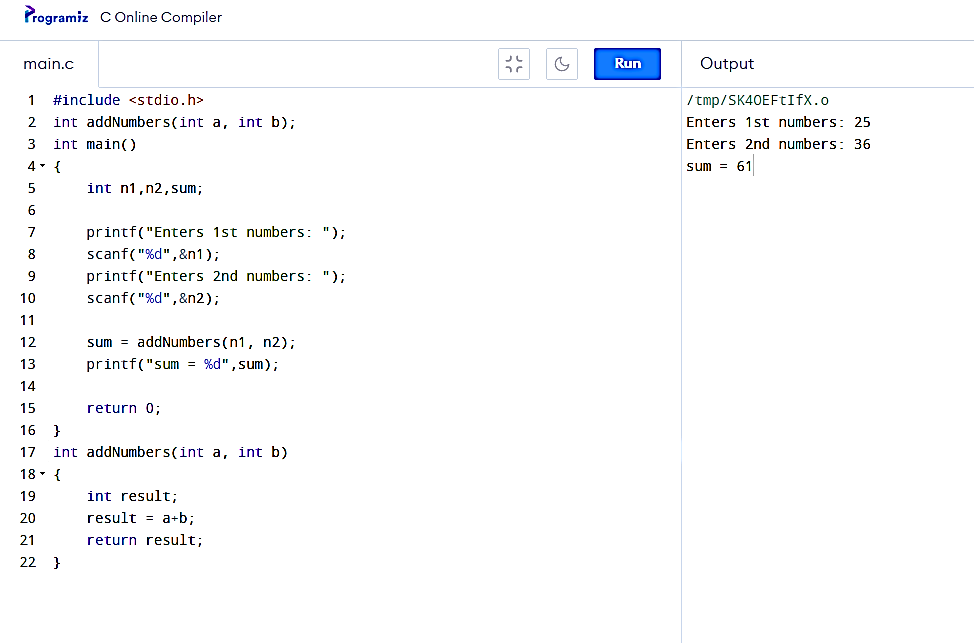 Programiz C Online Compiler
main.c Run Output
1 #include <stdio.h>
2 int addNumbers(int a, int b);
3 int main()
4 {
5 int n1,n2,sum;
6
7 printf("Enters 1st numbers: ");
8 scanf("%d",&n1);
9 printf("Enters 2nd numbers: ");
10 scanf("%d",&n2);
11
12 sum = addNumbers(n1, n2);
13 printf("sum = %d",sum);
14
15 return 0;
16 }
17 int addNumbers(int a, int b)
18 {
19 int result;
20 result = a+b;
21 return result;
22 }
/tmp/SK4OEFtIfX.o
Enters 1st numbers: 25
Enters 2nd numbers: 36
sum = 61